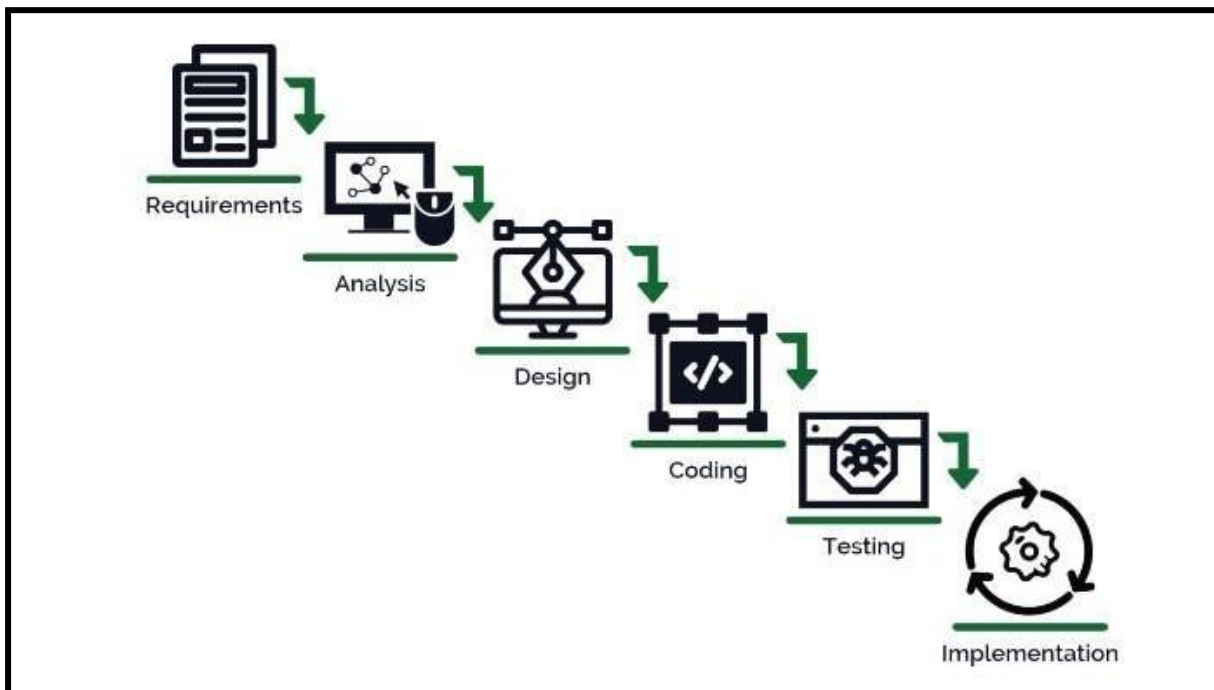 Requirements
Analysis
Design
</>
Coding
Testing
Implementation